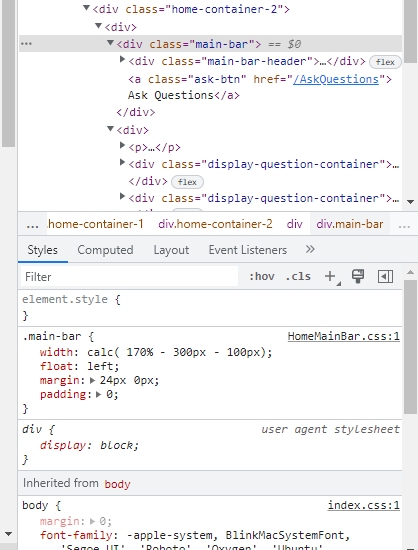 <div class="home-container-2">
<div>
... <div class="main-bar"> == $0
<div class="main-bar-header">…</div> flex
<a class="ask-btn" href="/AskQuestions">
Ask Questions</a>
</div>
<div>
<p>…</p>
<div class="display-question-container">…
</div> flex
<div class="display-question-container">…
</div> flex
... .home-container-1 div.home-container-2 div div.main-bar ...
Styles Computed Layout Event Listeners »
Filter :hov .cls +
element.style {
}
.main-bar { HomeMainBar.css:1
width: calc( 170% - 300px - 100px);
float: left;
margin: 24px 0px;
padding: 0;
}
div { user agent stylesheet
display: block;
}
Inherited from body
body { index.css:1
margin: 0;
font-family: -apple-system, BlinkMacSystemFont,
'Segoe UI', 'Roboto', 'Oxygen', 'Ubuntu',